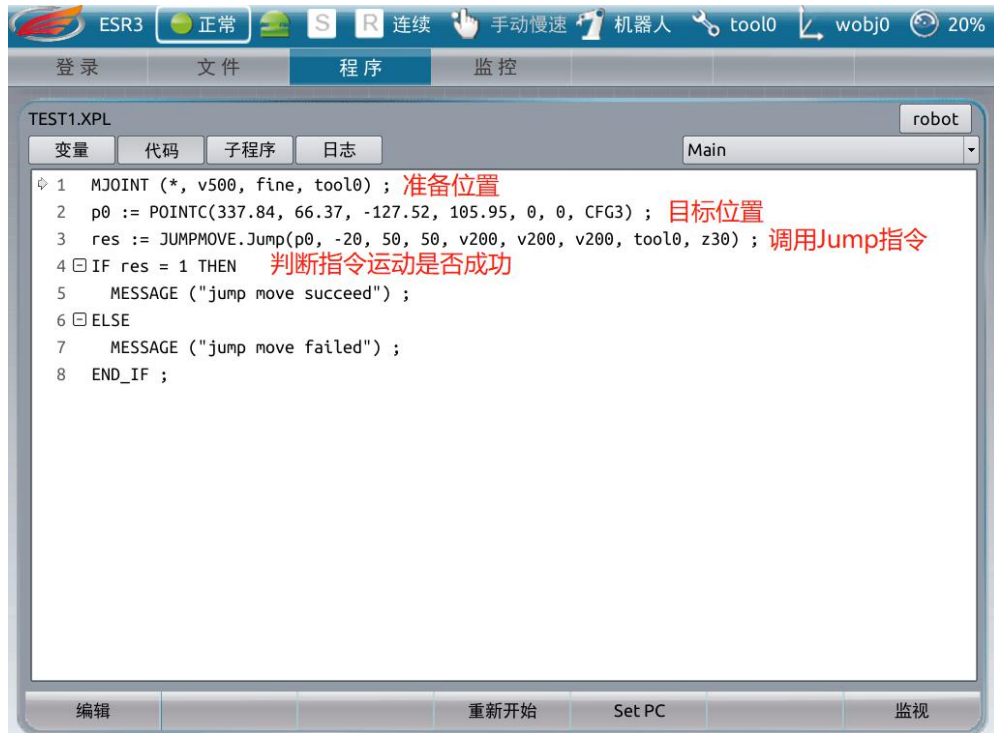 ESR3 正常 S R 连续 手动慢速 机器人 tool0 wobj0 20%
登录 文件 程序 监控
TEST1.XPL robot
变量 代码 子程序 日志 Main
1 MJOINT (*, v500, fine, tool0) ; 准备位置
2 p0 := POINTC(337.84, 66.37, -127.52, 105.95, 0, 0, CFG3) ; 目标位置
3 res := JUMPMOVE.Jump(p0, -20, 50, 50, v200, v200, v200, tool0, z30) ; 调用Jump指令
4 IF res = 1 THEN 判断指令运动是否成功
5 MESSAGE ("jump move succeed") ;
6 ELSE
7 MESSAGE ("jump move failed") ;
8 END_IF ;
编辑 重新开始 Set PC 监视